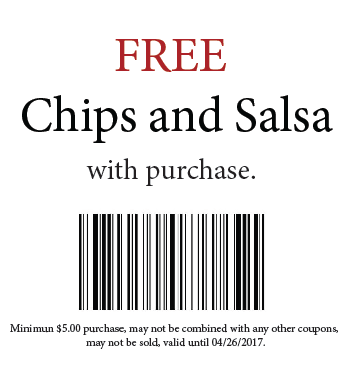 FREE
Chips and Salsa
with purchase.
Minimun $5.00 purchase, may not be combined with any other coupons,
may not be sold, valid until 04/26/2017.